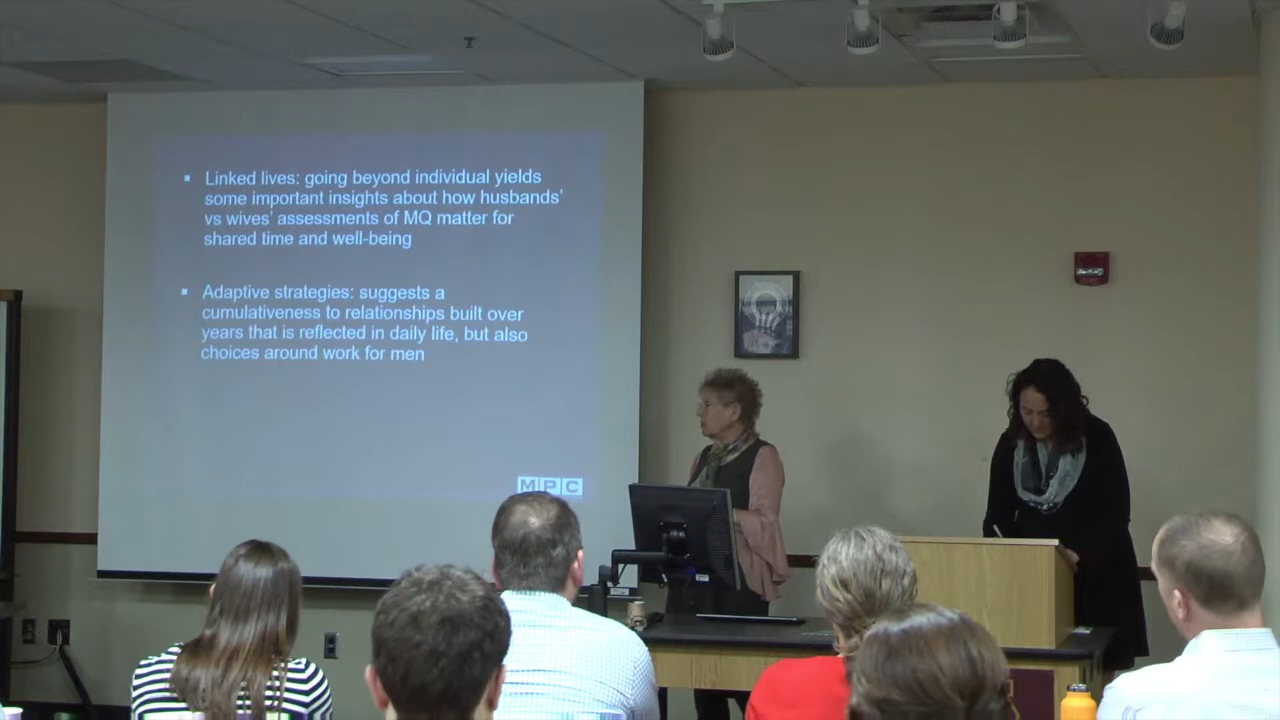 Linked lives: going beyond individual yields
some important insights about how husbands'
vs wives' assessments of MQ matter for
shared time and well-being
Adaptive strategies: suggests a
cumulativeness to relationships built over
years that is reflected in daily life, but also
choices around work for men
MPC